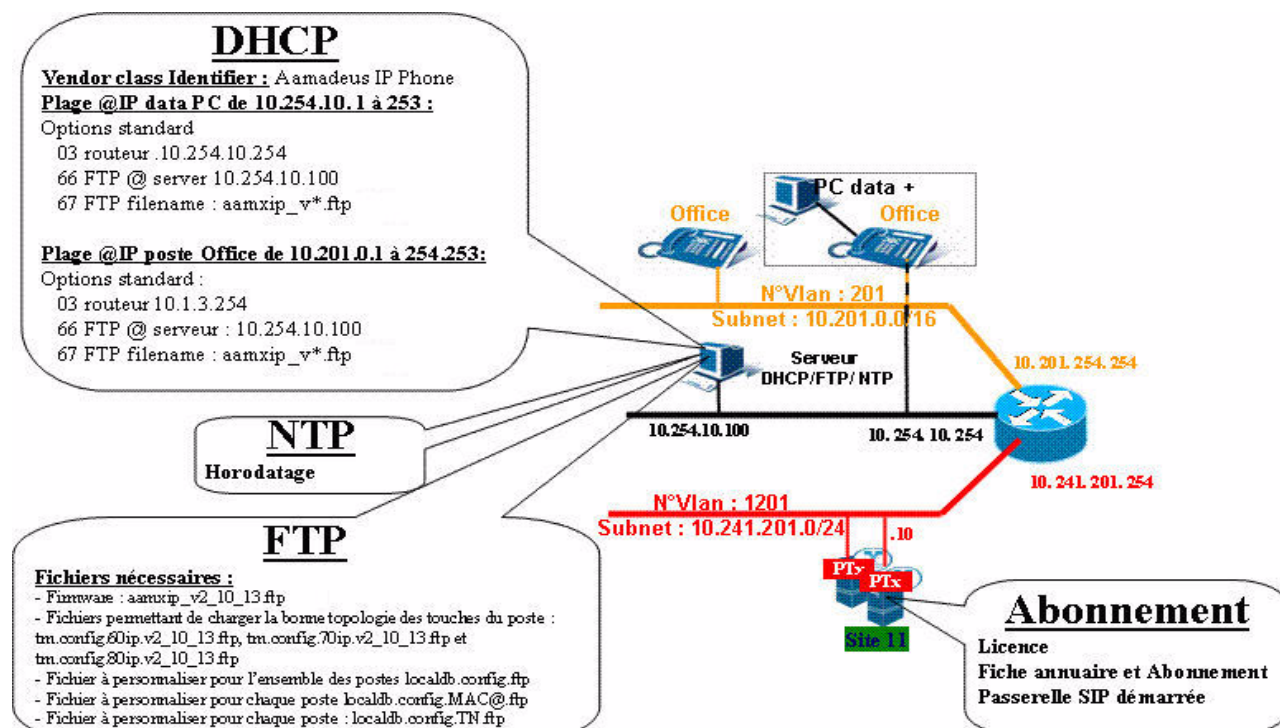 DHCP
Vendor class Identifier : Aamadeus IP Phone
Plage @IP data PC de 10.254.10. 1 à 253 :
Options standard
03 routeur .10.254.10.254
66 FTP @ server 10.254.10.100
67 FTP filename : aamxip_v*.ftp
Plage @IP poste Office de 10.201.0.1 à 254.253:
Options standard :
03 routeur 10.1.3.254
66 FTP @ serveur : 10.254.10.100
67 FTP filename : aamxip_v*.ftp
PC data +
Office
Office
N°Vlan : 201
Subnet : 10.201.0.0/16
Serveur
DHCP/FTP/ NTP
10. 201. 254. 254
10.254.10.100
10. 254. 10. 254
10. 241. 201. 254
NTP
Horodatage
N°Vlan : 1201
Subnet : 10.241.201.0/24
.10
PTy
PTx
Site 11
FTP
Fichiers nécessaires :
- Firmware : aamxip_v2_10_13.ftp
- Fichiers permettant de charger la bonne topologie des touches du poste :
tm.config.60ip.v2_10_13.ftp, tm.config.70ip.v2_10_13.ftp et
tm.config.80ip.v2_10_13.ftp
- Fichier à personnaliser pour l'ensemble des postes localdb.config.ftp
- Fichier à personnaliser pour chaque poste localdb.config.MAC@.ftp
- Fichier à personnaliser pour chaque poste : localdb.config.TN.ftp
Abonnement
Licence
Fiche annuaire et Abonnement
Passerelle SIP démarrée